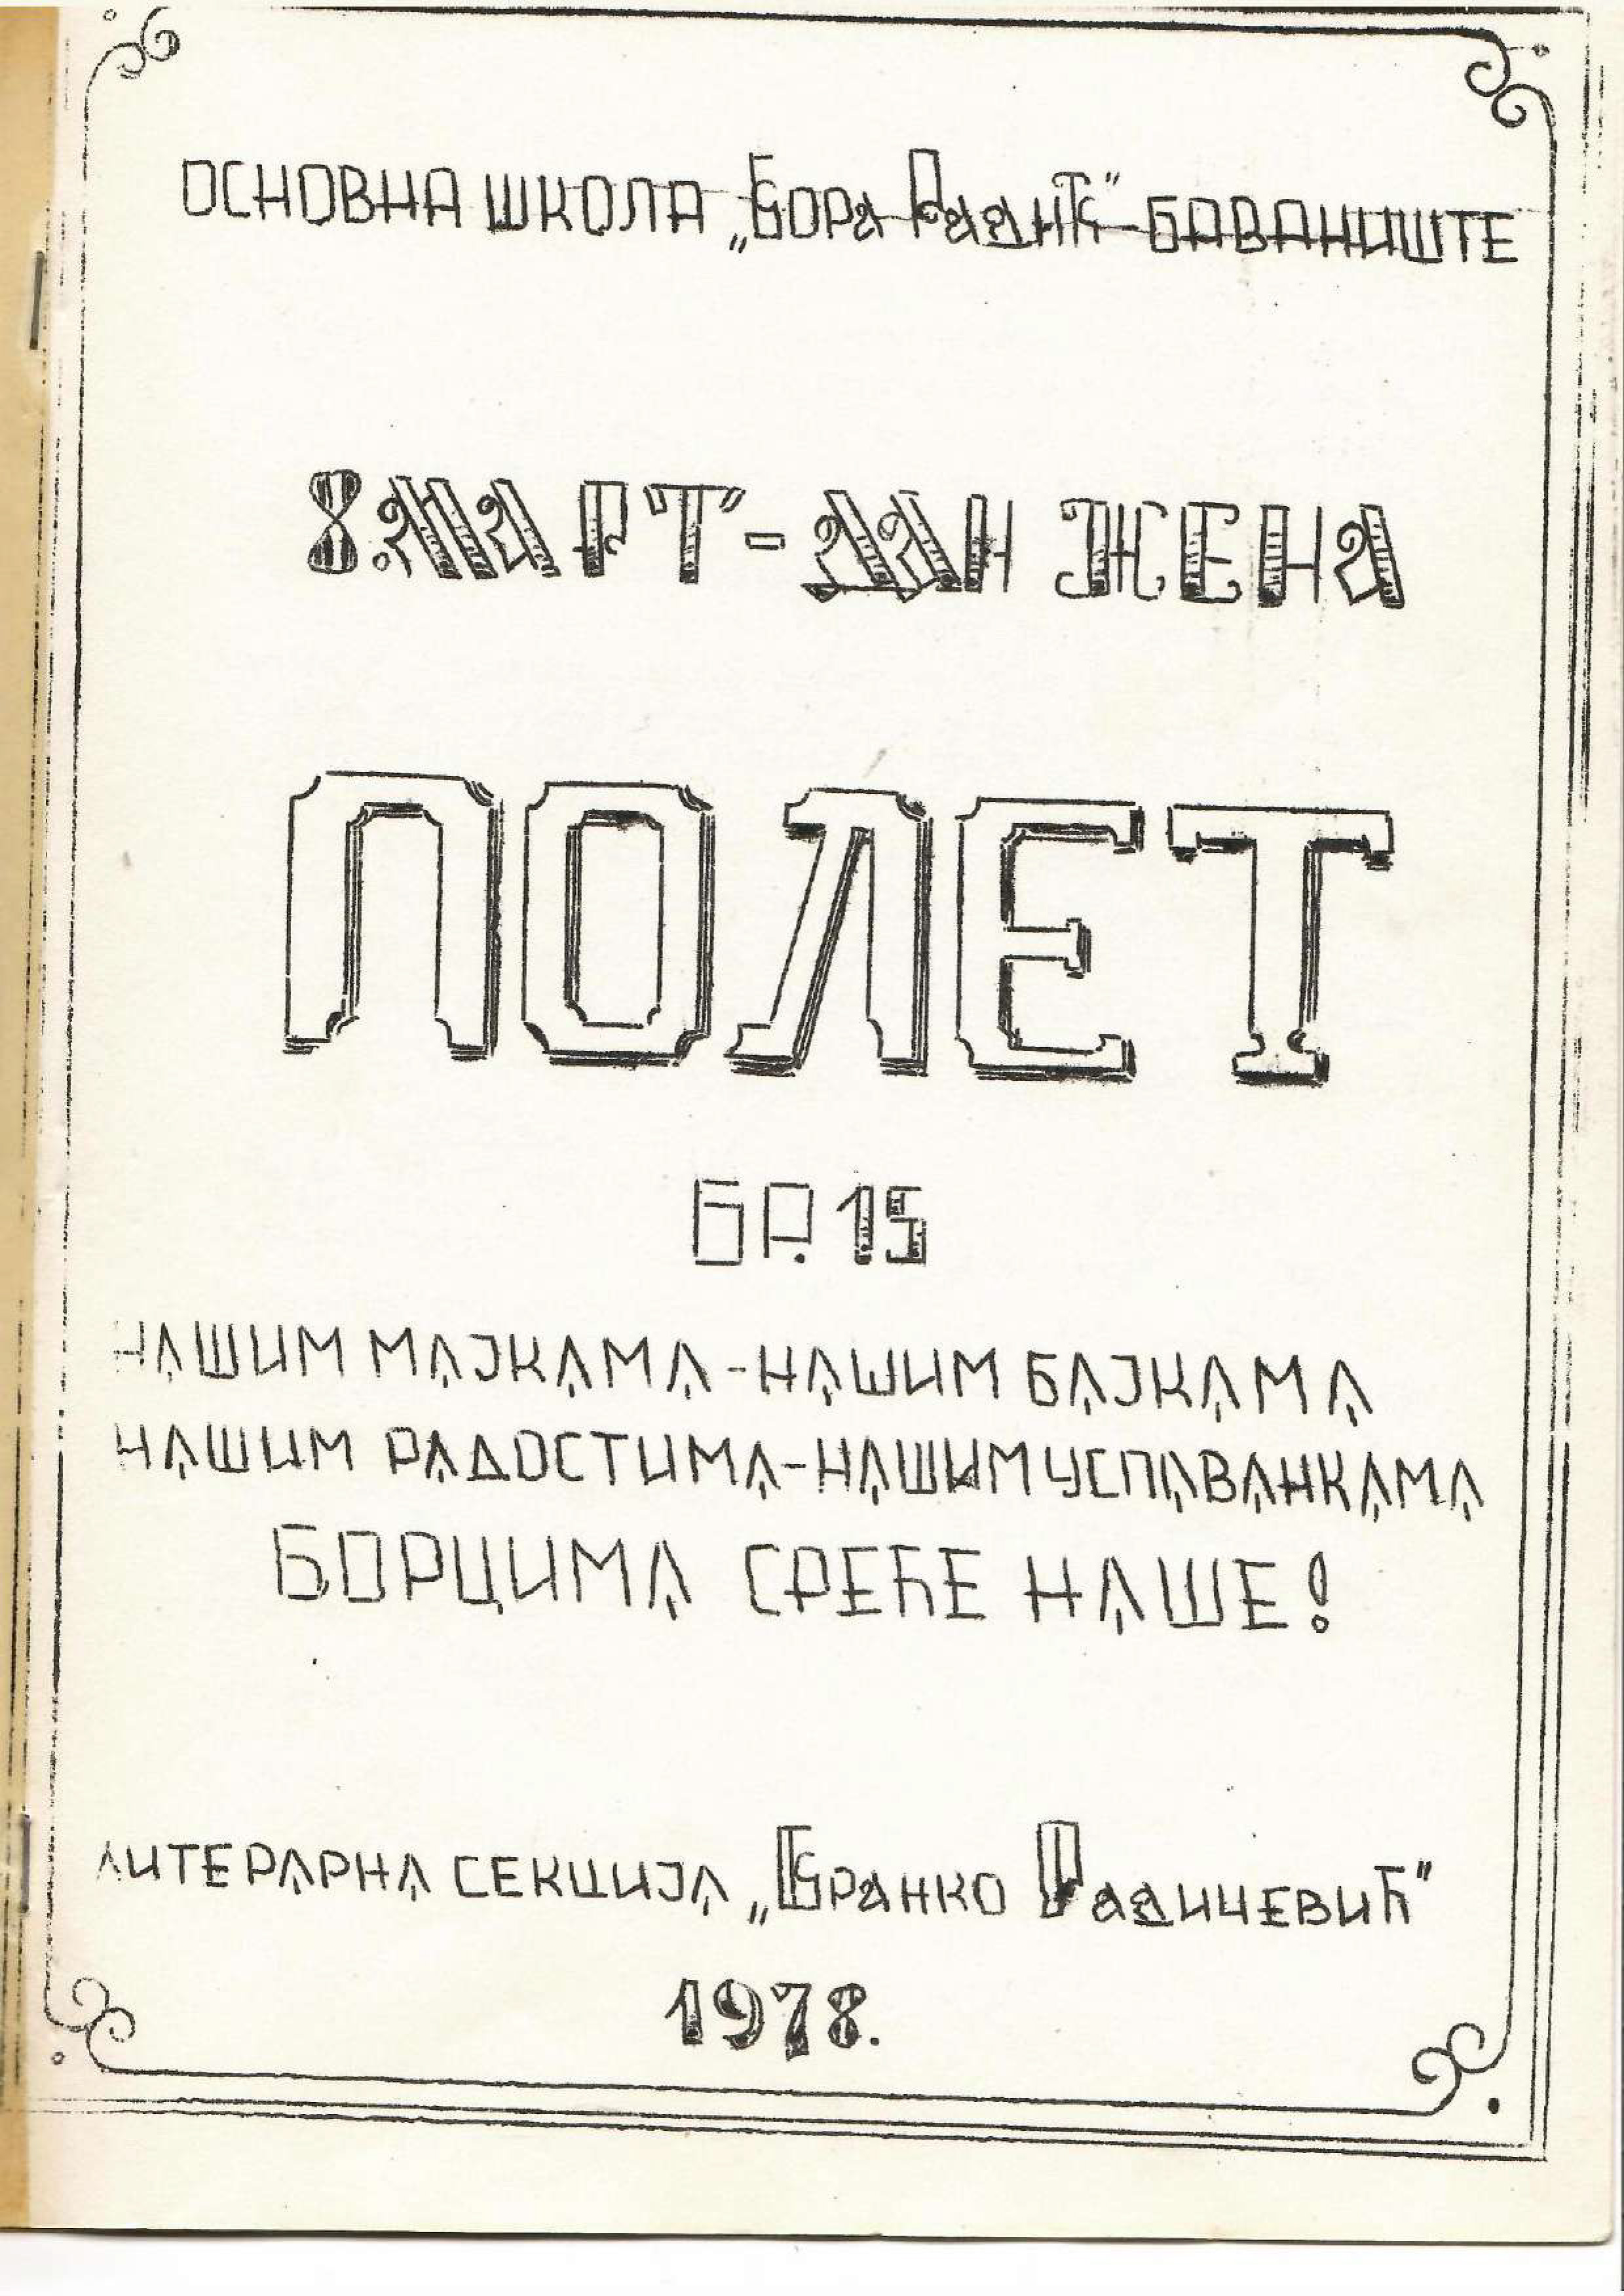 ОСНОВНА ШКОЛА „Бора Радић“-БАВАНИШТЕ
8.МАРТ-ДАН ЖЕНА
ПОЛЕТ
БР. 15
НАШИМ МАЈКАМА-НАШИМ БАЈКАМА
НАШИМ РАДОСТИМА-НАШИМ УСПАВАНКАМА
БОРЦИМА СРЕЋЕ НАШЕ!
ЛИТЕРАРНА СЕКЦИЈА „Бранко Радичевић"
1978.